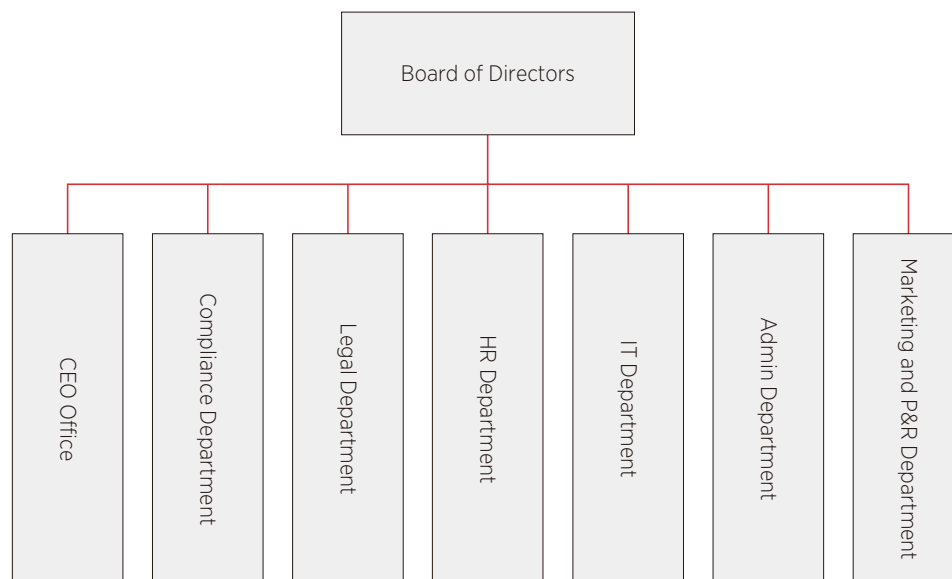 Board of Directors
CEO Office
Compliance Department
Legal Department
HR Department
IT Department
Admin Department
Marketing and P&R Department